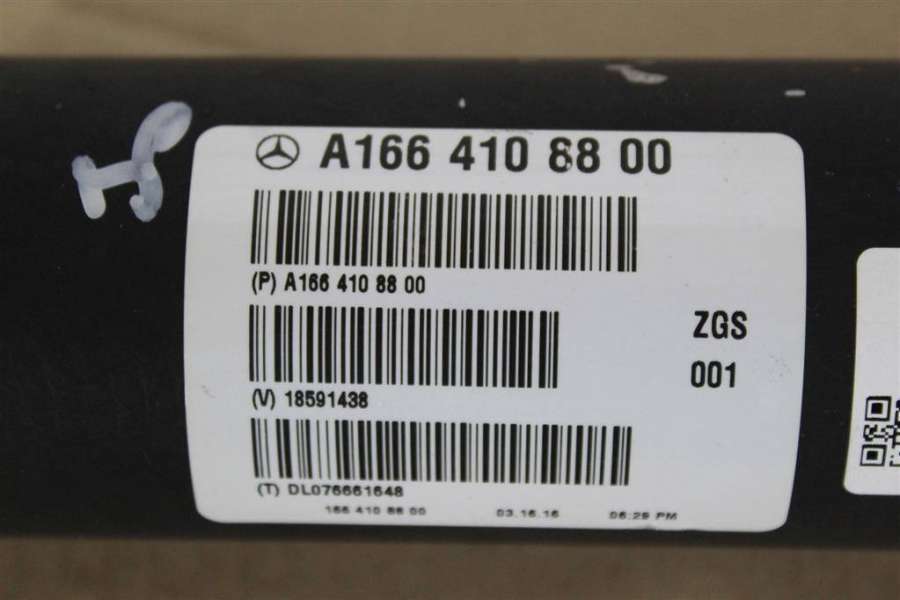 A166 410 88 00
(P) A166 410 88 00
ZGS
001
(V) 18591438
(T) DL076661648
166 410 88 00 03.16.16 06:29 PM